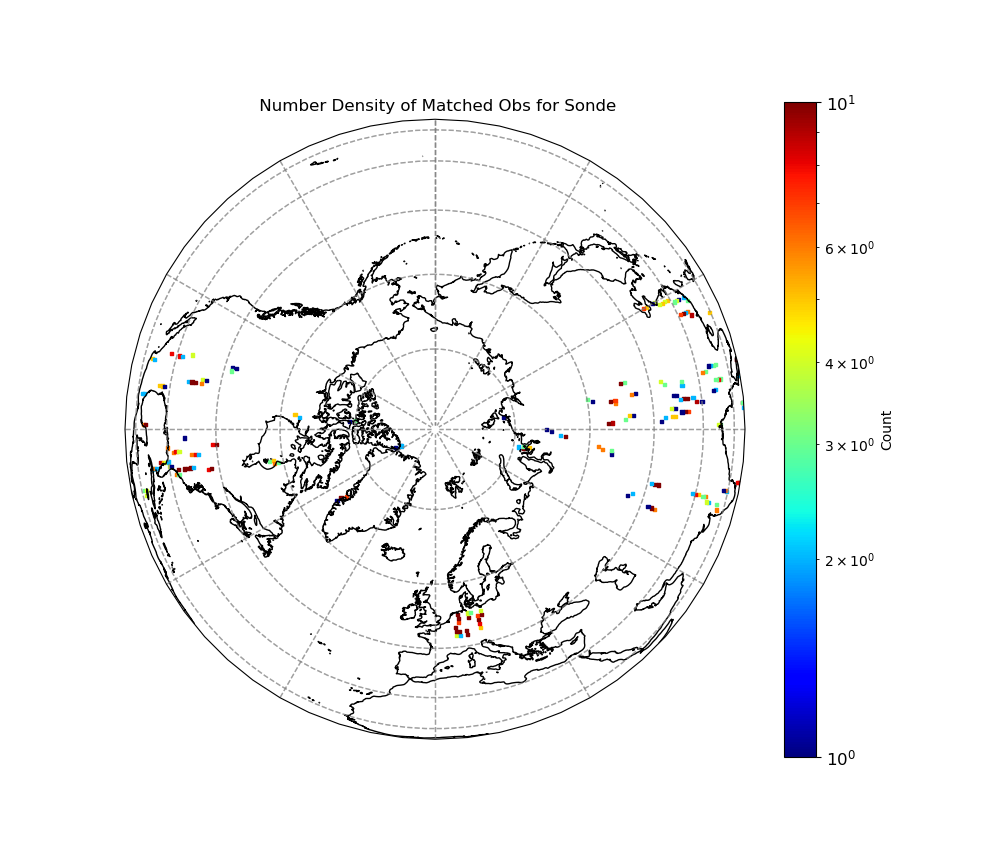 Number Density of Matched Obs for Sonde
10¹
6 × 10⁰
4 × 10⁰
3 × 10⁰
2 × 10⁰
10⁰
Count